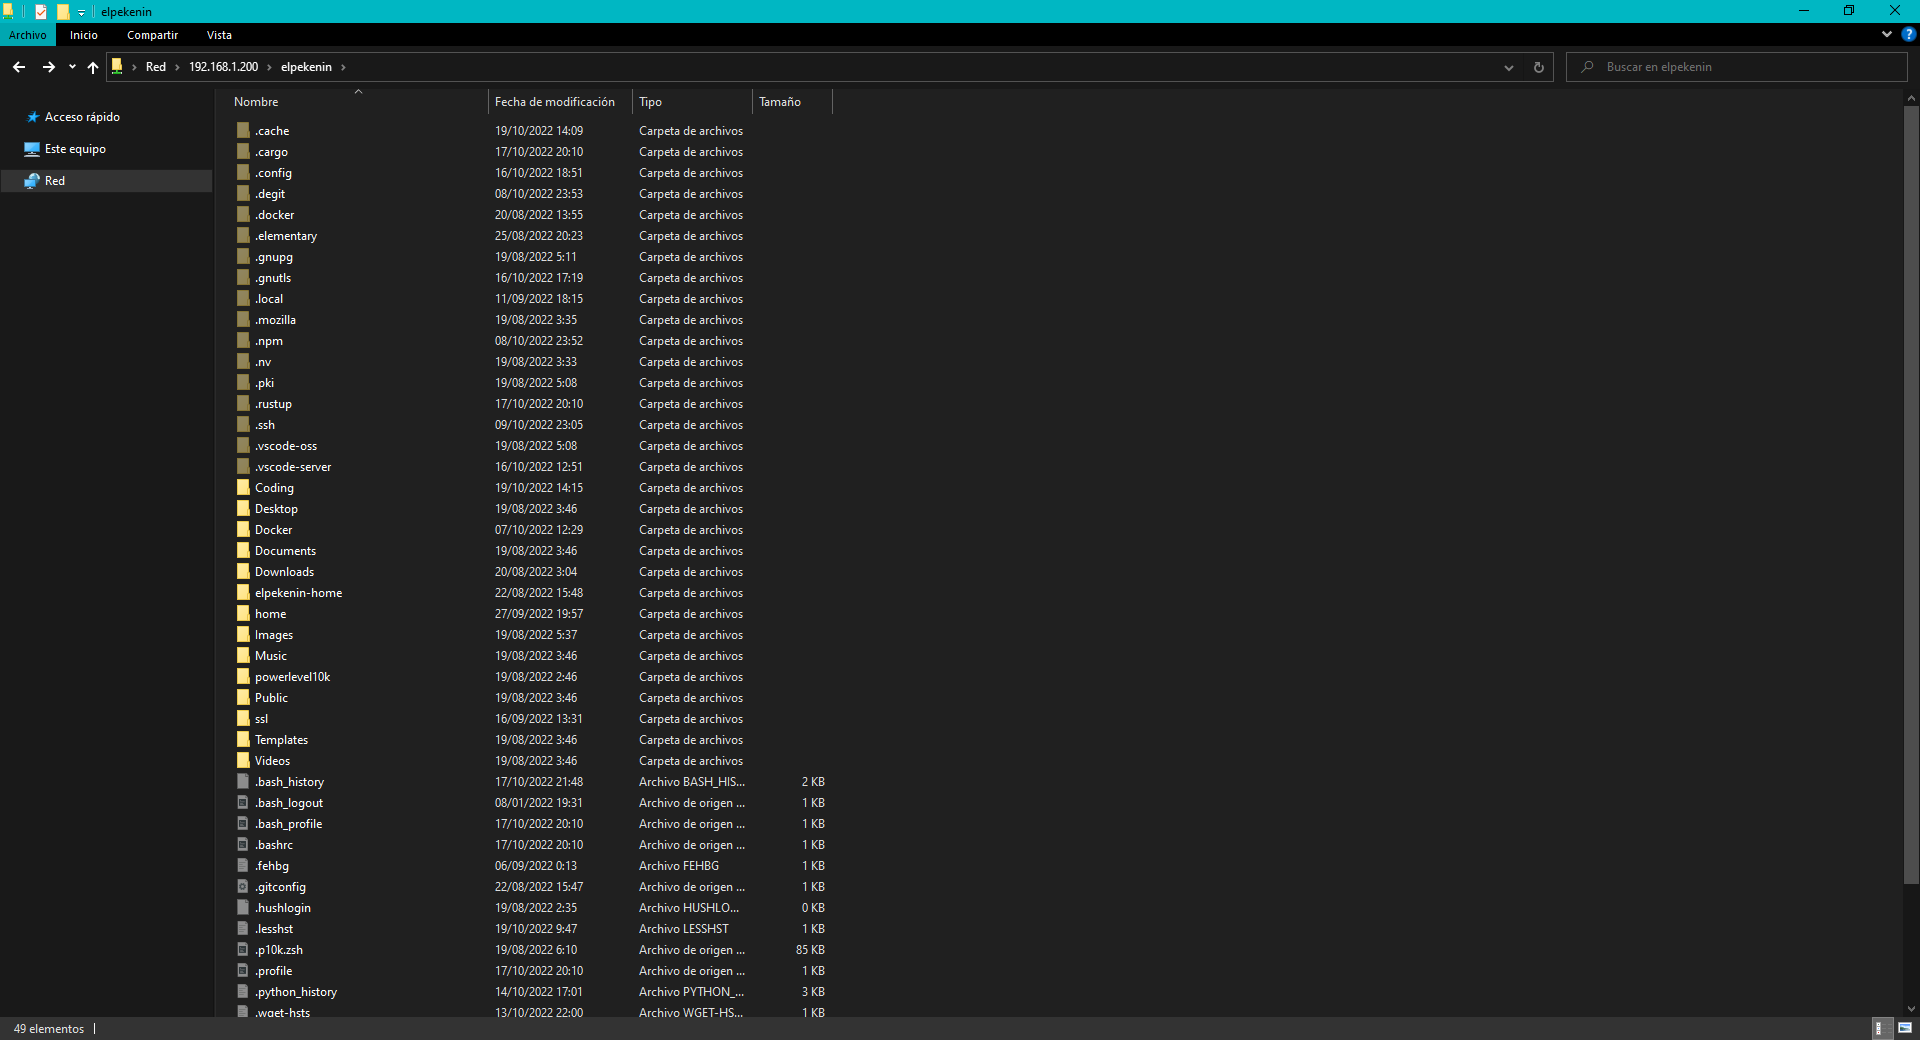 elpekenin
Archivo Inicio Compartir Vista
Red 192.168.1.200 elpekenin Buscar en elpekenin
Acceso rápido
Este equipo
Red
Nombre Fecha de modificación Tipo Tamaño
.cache 19/10/2022 14:09 Carpeta de archivos
.cargo 17/10/2022 20:10 Carpeta de archivos
.config 16/10/2022 18:51 Carpeta de archivos
.degit 08/10/2022 23:53 Carpeta de archivos
.docker 20/08/2022 13:55 Carpeta de archivos
.elementary 25/08/2022 20:23 Carpeta de archivos
.gnupg 19/08/2022 5:11 Carpeta de archivos
.gnutls 16/10/2022 17:19 Carpeta de archivos
.local 11/09/2022 18:15 Carpeta de archivos
.mozilla 19/08/2022 3:35 Carpeta de archivos
.npm 08/10/2022 23:52 Carpeta de archivos
.nv 19/08/2022 3:33 Carpeta de archivos
.pki 19/08/2022 5:08 Carpeta de archivos
.rustup 17/10/2022 20:10 Carpeta de archivos
.ssh 09/10/2022 23:05 Carpeta de archivos
.vscode-oss 19/08/2022 5:08 Carpeta de archivos
.vscode-server 16/10/2022 12:51 Carpeta de archivos
Coding 19/10/2022 14:15 Carpeta de archivos
Desktop 19/08/2022 3:46 Carpeta de archivos
Docker 07/10/2022 12:29 Carpeta de archivos
Documents 19/08/2022 3:46 Carpeta de archivos
Downloads 20/08/2022 3:04 Carpeta de archivos
elpekenin-home 22/08/2022 15:48 Carpeta de archivos
home 27/09/2022 19:57 Carpeta de archivos
Images 19/08/2022 5:37 Carpeta de archivos
Music 19/08/2022 3:46 Carpeta de archivos
powerlevel10k 19/08/2022 2:46 Carpeta de archivos
Public 19/08/2022 3:46 Carpeta de archivos
ssl 16/09/2022 13:31 Carpeta de archivos
Templates 19/08/2022 3:46 Carpeta de archivos
Videos 19/08/2022 3:46 Carpeta de archivos
.bash_history 17/10/2022 21:48 Archivo BASH_HIS... 2 KB
.bash_logout 08/01/2022 19:31 Archivo de origen ... 1 KB
.bash_profile 17/10/2022 20:10 Archivo de origen ... 1 KB
.bashrc 17/10/2022 20:10 Archivo de origen ... 1 KB
.fehbg 06/09/2022 0:13 Archivo FEHBG 1 KB
.gitconfig 22/08/2022 15:47 Archivo de origen ... 1 KB
.hushlogin 19/08/2022 2:35 Archivo HUSHLO... 0 KB
.lesshst 19/10/2022 9:47 Archivo LESSHST 1 KB
.p10k.zsh 19/08/2022 6:10 Archivo de origen ... 85 KB
.profile 17/10/2022 20:10 Archivo de origen ... 1 KB
.python_history 14/10/2022 17:01 Archivo PYTHON_... 3 KB
.wget-hsts 13/10/2022 22:00 Archivo WGET-HS... 1 KB
49 elementos